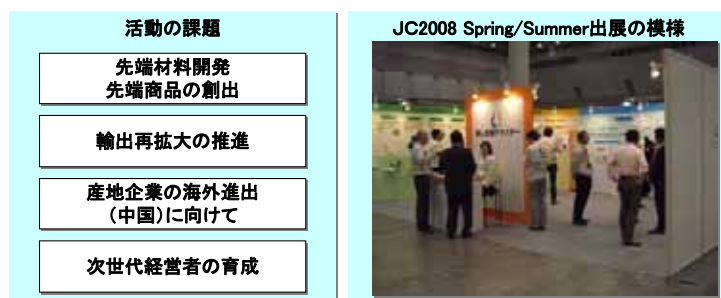 活動の課題
先端材料開発
先端商品の創出
輸出再拡大の推進
産地企業の海外進出
(中国)に向けて
次世代経営者の育成
JC2008 Spring/Summer出展の模様